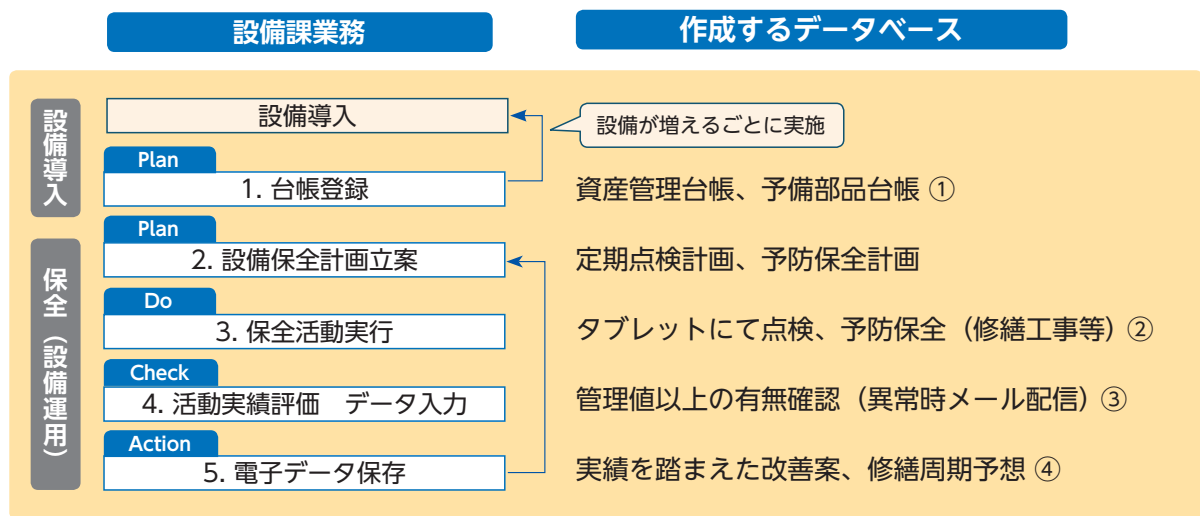 設備課業務
作成するデータベース
設備導入
設備導入
設備が増えるごとに実施
Plan
1. 台帳登録
資産管理台帳、予備部品台帳 ①
保全（設備運用）
Plan
2. 設備保全計画立案
定期点検計画、予防保全計画
Do
3. 保全活動実行
タブレットにて点検、予防保全（修繕工事等）②
Check
4. 活動実績評価　データ入力
管理値以上の有無確認（異常時メール配信）③
Action
5. 電子データ保存
実績を踏まえた改善案、修繕周期予想 ④